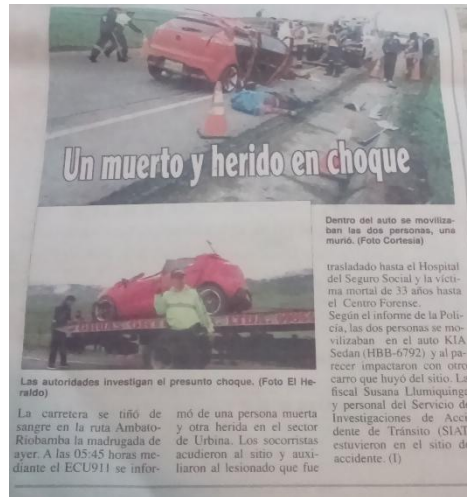 Un muerto y herido en choque
Dentro del auto se moviliza-
ban las dos personas, una
murió. (Foto Cortesía)
Las autoridades investigan el presunto choque. (Foto El He-
raldo)
La carretera se tiñó de
sangre en la ruta Ambato-
Riobamba la madrugada de
ayer. A las 05:45 horas me-
diante el ECU911 se infor-
mó de una persona muerta
y otra herida en el sector
de Urbina. Los socorristas
acudieron al sitio y auxi-
liaron al lesionado que fue
trasladado hasta el Hospital
del Seguro Social y la vícti-
ma mortal de 33 años hasta
el Centro Forense.
Según el informe de la Poli-
cía, las dos personas se mo-
vilizaban en el auto KIA
Sedan (HBB-6792) y al pa-
recer impactaron con otro
carro que huyó del sitio. La
fiscal Susana Llumiquinga
y personal del Servicio de
Investigaciones de Acci-
dente de Tránsito (SIAT)
estuvieron en el sitio de
accidente. (I)